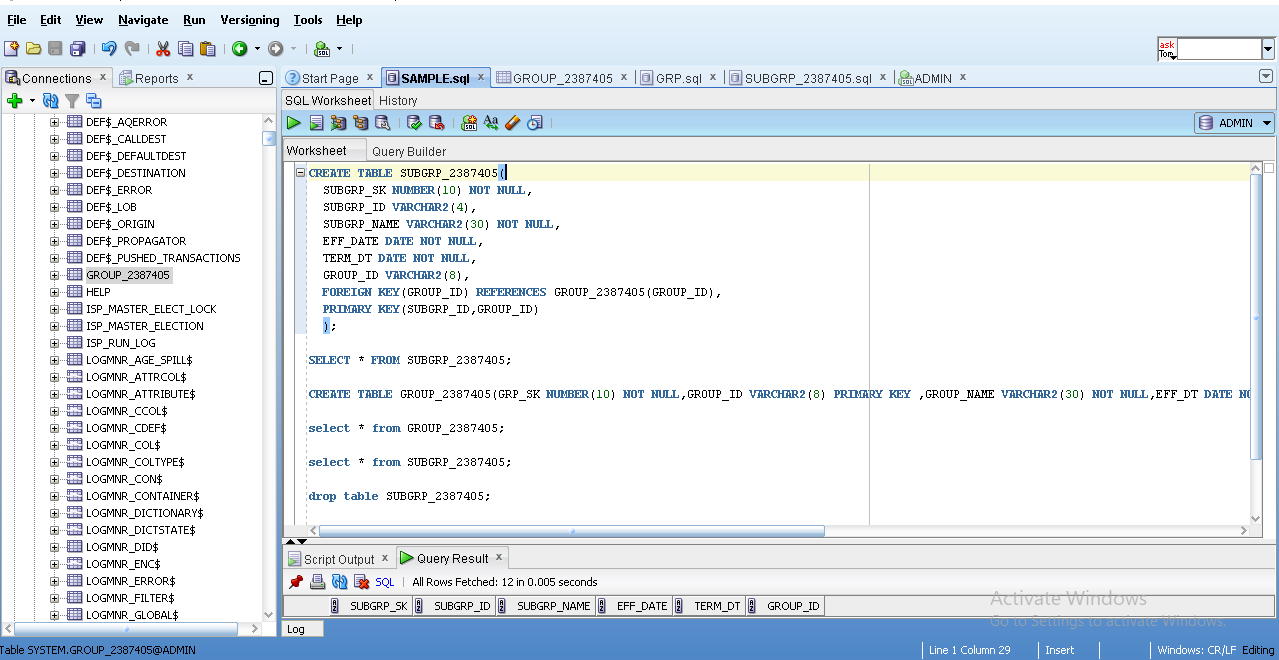 File Edit View Navigate Run Versioning Tools Help
ask Tom
Connections x Reports x
Start Page x SAMPLE.sql x GROUP_2387405 x GRP.sql x SUBGRP_2387405.sql x ADMIN x
SQL Worksheet History
SQL
ADMIN
Worksheet Query Builder
DEF$_AQERROR
DEF$_CALLDEST
DEF$_DEFAULTDEST
DEF$_DESTINATION
DEF$_ERROR
DEF$_LOB
DEF$_ORIGIN
DEF$_PROPAGATOR
DEF$_PUSHED_TRANSACTIONS
GROUP_2387405
HELP
ISP_MASTER_ELECT_LOCK
ISP_MASTER_ELECTION
ISP_RUN_LOG
LOGMNR_AGE_SPILL$
LOGMNR_ATTRCOL$
LOGMNR_ATTRIBUTE$
LOGMNR_CCOL$
LOGMNR_CDEF$
LOGMNR_COL$
LOGMNR_COLTYPE$
LOGMNR_CON$
LOGMNR_CONTAINER$
LOGMNR_DICTIONARY$
LOGMNR_DICTSTATE$
LOGMNR_DID$
LOGMNR_ENC$
LOGMNR_ERROR$
LOGMNR_FILTER$
LOGMNR_GLOBAL$
CREATE TABLE SUBGRP_2387405(
SUBGRP_SK NUMBER(10) NOT NULL,
SUBGRP_ID VARCHAR2(4),
SUBGRP_NAME VARCHAR2(30) NOT NULL,
EFF_DATE DATE NOT NULL,
TERM_DT DATE NOT NULL,
GROUP_ID VARCHAR2(8),
FOREIGN KEY(GROUP_ID) REFERENCES GROUP_2387405(GROUP_ID),
PRIMARY KEY(SUBGRP_ID,GROUP_ID)
);
SELECT * FROM SUBGRP_2387405;
CREATE TABLE GROUP_2387405(GRP_SK NUMBER(10) NOT NULL,GROUP_ID VARCHAR2(8) PRIMARY KEY ,GROUP_NAME VARCHAR2(30) NOT NULL,EFF_DT DATE NO
select * from GROUP_2387405;
select * from SUBGRP_2387405;
drop table SUBGRP_2387405;
Script Output x Query Result x
SQL All Rows Fetched: 12 in 0.005 seconds
SUBGRP_SK SUBGRP_ID SUBGRP_NAME EFF_DATE TERM_DT GROUP_ID
Activate Windows
Go to Settings to activate Windows.
Log
Table SYSTEM.GROUP_2387405@ADMIN
Line 1 Column 29 Insert Windows: CR/LF Editing